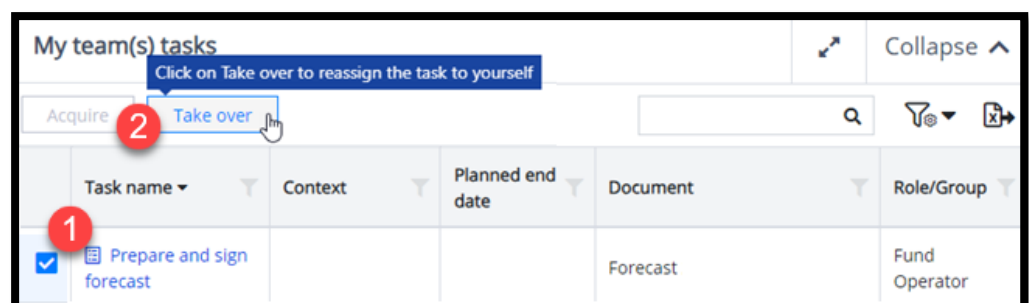 My team(s) tasks
Collapse
Click on Take over to reassign the task to yourself
Acquire
2
Take over
Task name
Context
Planned end
date
Document
Role/Group
1
Prepare and sign
forecast
Forecast
Fund
Operator